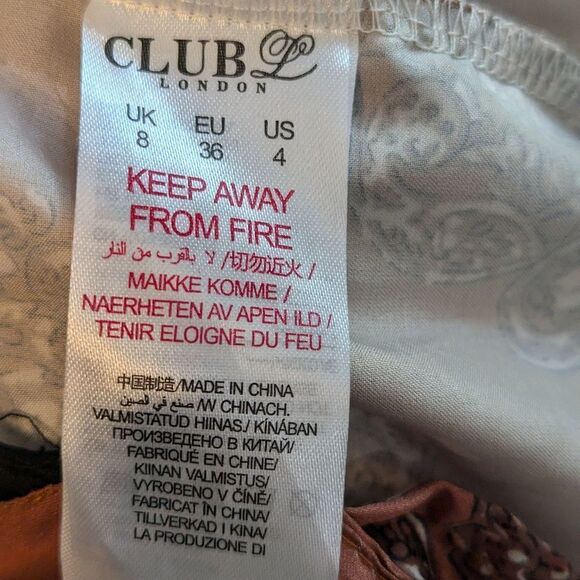 CLUB L
LONDON
UK EU US
8 36 4
KEEP AWAY
FROM FIRE
/切勿近火/ لا بالقرب من النار
MAIKKE KOMME /
NAERHETEN AV APEN ILD /
TENIR ELOIGNE DU FEU
中国制造/MADE IN CHINA
صنع في الصين /W CHINACH.
VALMISTATUD HIINAS./ KÍNÁBAN
ПРОИЗВЕДЕНО В КИТАЙ/
FABRIQUÉ EN CHINE/
KIINAN VALMISTUS/
VYROBENO V ČÍNĚ/
FABRICAT ÎN CHINA/
TILLVERKAD I KINA/
LA PRODUZIONE DI